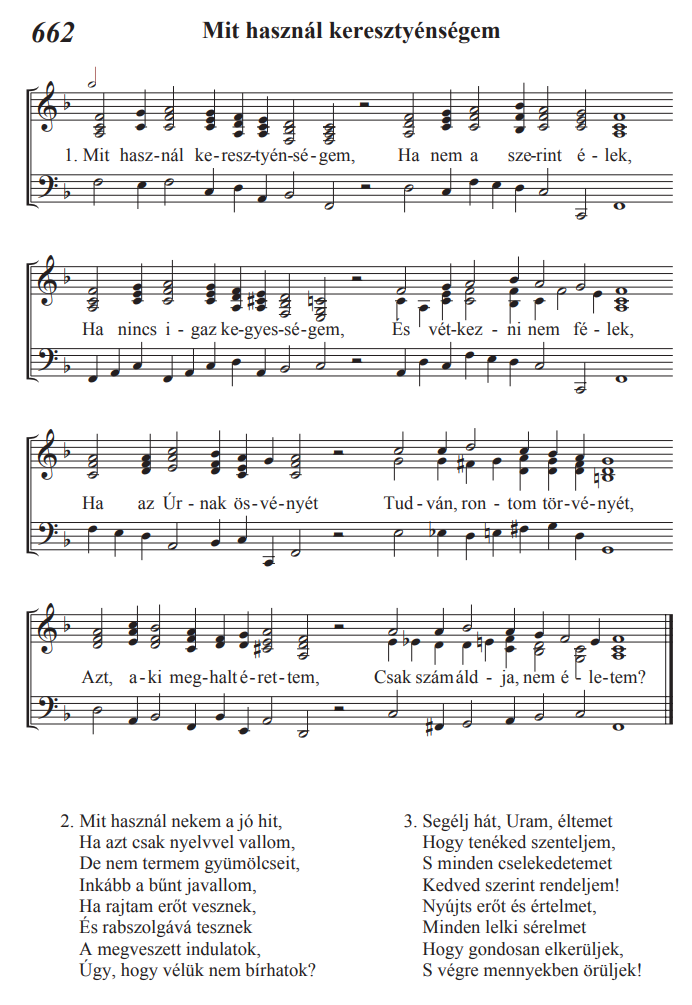 662
Mit használ keresztyénségem
1. Mit hasz-nál ke-resz-tyén-sé-gem, Ha nem a sze-rint é-lek,
Ha nincs i-gaz ke-gyes-sé-gem, És vét-kez-ni nem fé-lek,
Ha az Úr-nak ös-vé-nyét Tud-ván, ron-tom tör-vé-nyét,
Azt, a-ki meg-halt é-ret-tem, Csak számáld-ja, nem é-le-tem?
2. Mit használ nekem a jó hit,
Ha azt csak nyelvvel vallom,
De nem termem gyümölcseit,
Inkább a bűnt javallom,
Ha rajtam erőt vesznek,
És rabszolgává tesznek
A megveszett indulatok,
Úgy, hogy vélük nem bírhatok?
3. Segélj hát, Uram, éltemet
Hogy tenéked szenteljem,
S minden cselekedetemet
Kedved szerint rendeljem!
Nyújts erőt és értelmet,
Minden lelki sérelmet
Hogy gondosan elkerüljek,
S végre mennyekben örüljek!